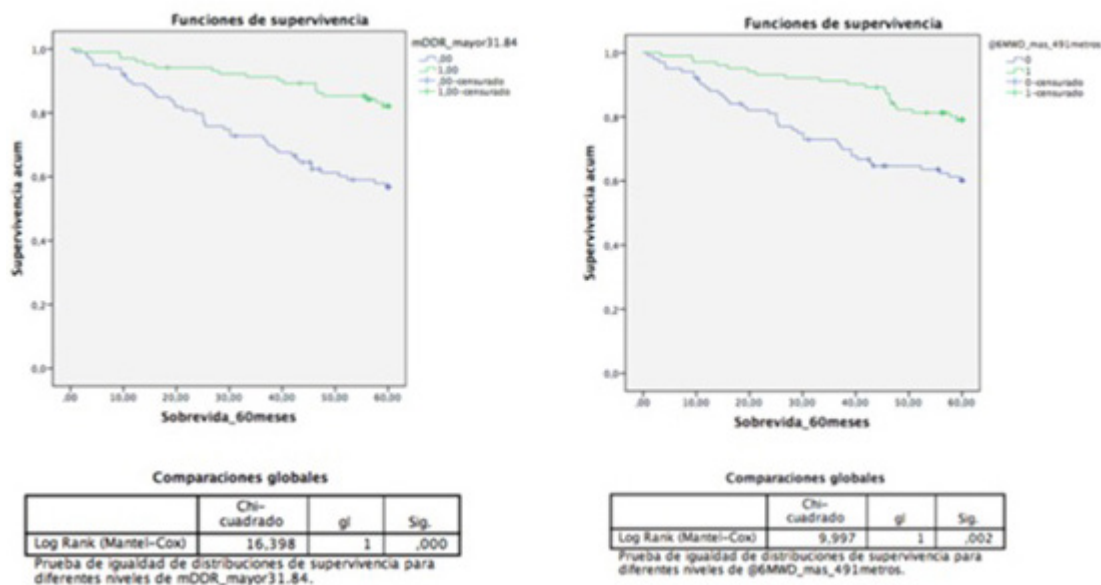 Funciones de supervivencia
mDDR_mayor31.84
,00
1,00
,00-censurado
1,00-censurado
1,0
0,8
0,6
0,4
0,2
0,0
Supervivencia acum
,00 10,00 20,00 30,00 40,00 50,00 60,00
Sobrevida_60meses
Comparaciones globales
Chi-
cuadrado gl Sig.
Log Rank (Mantel-Cox) 16,398 1 ,000
Prueba de igualdad de distribuciones de supervivencia para
diferentes niveles de mDDR_mayor31.84.
Funciones de supervivencia
@6MWD_mas_491metros
0
1
0-censurado
1-censurado
1,0
0,8
0,6
0,4
0,2
0,0
Supervivencia acum
,00 10,00 20,00 30,00 40,00 50,00 60,00
Sobrevida_60meses
Comparaciones globales
Chi-
cuadrado gl Sig.
Log Rank (Mantel-Cox) 9,997 1 ,002
Prueba de igualdad de distribuciones de supervivencia para
diferentes niveles de @6MWD_mas_491metros.